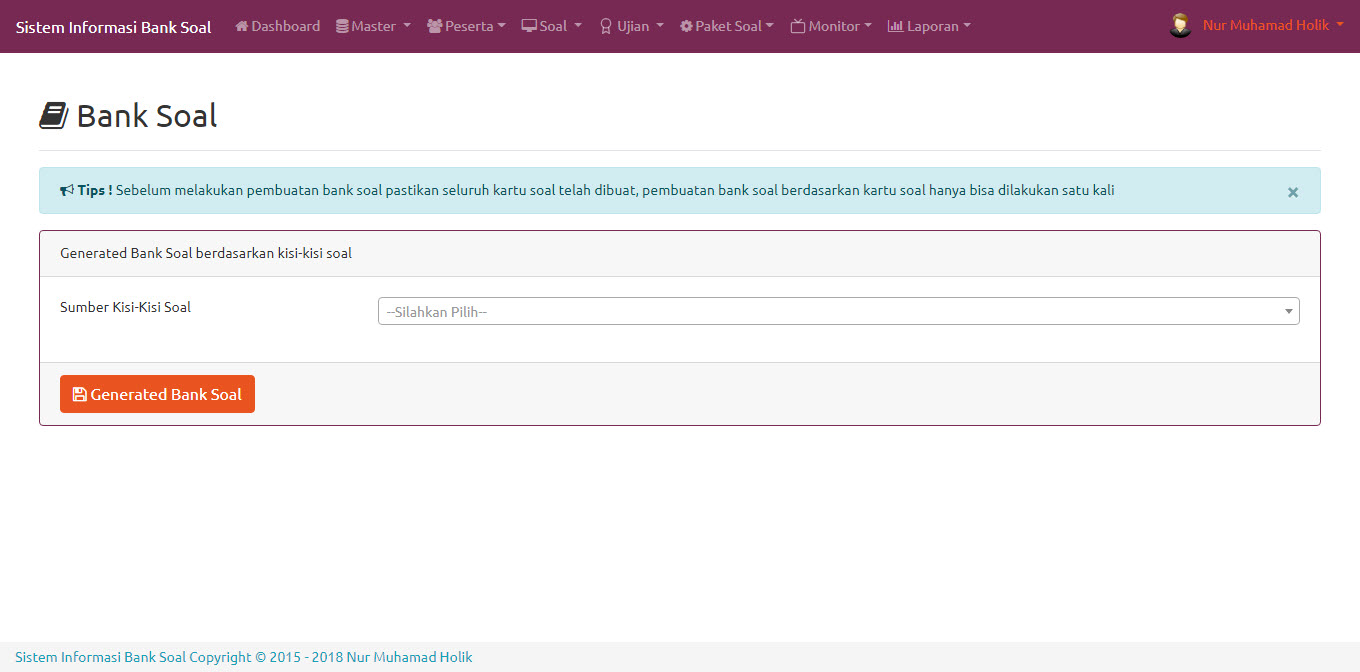 Sistem Informasi Bank Soal Dashboard Master Peserta Soal Ujian Paket Soal Monitor Laporan Nur Muhamad Holik
Bank Soal
Tips ! Sebelum melakukan pembuatan bank soal pastikan seluruh kartu soal telah dibuat, pembuatan bank soal berdasarkan kartu soal hanya bisa dilakukan satu kali ×
Generated Bank Soal berdasarkan kisi-kisi soal
Sumber Kisi-Kisi Soal --Silahkan Pilih--
Generated Bank Soal
Sistem Informasi Bank Soal Copyright © 2015 - 2018 Nur Muhamad Holik